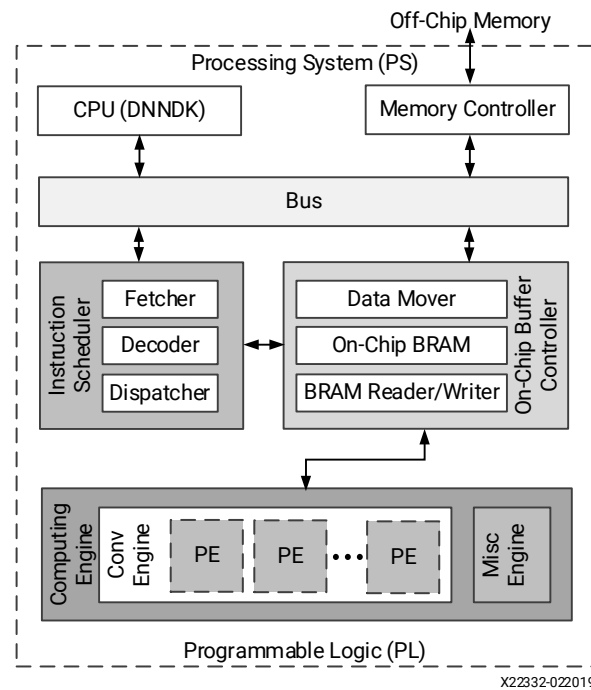 Off-Chip Memory
Processing System (PS)
CPU (DNNDK)
Memory Controller
Bus
Instruction
Scheduler
Fetcher
Decoder
Dispatcher
Data Mover
On-Chip BRAM
BRAM Reader/Writer
On-Chip Buffer
Controller
Computing
Engine
Conv
Engine
PE
PE
PE
Misc
Engine
Programmable Logic (PL)
X22332-022019